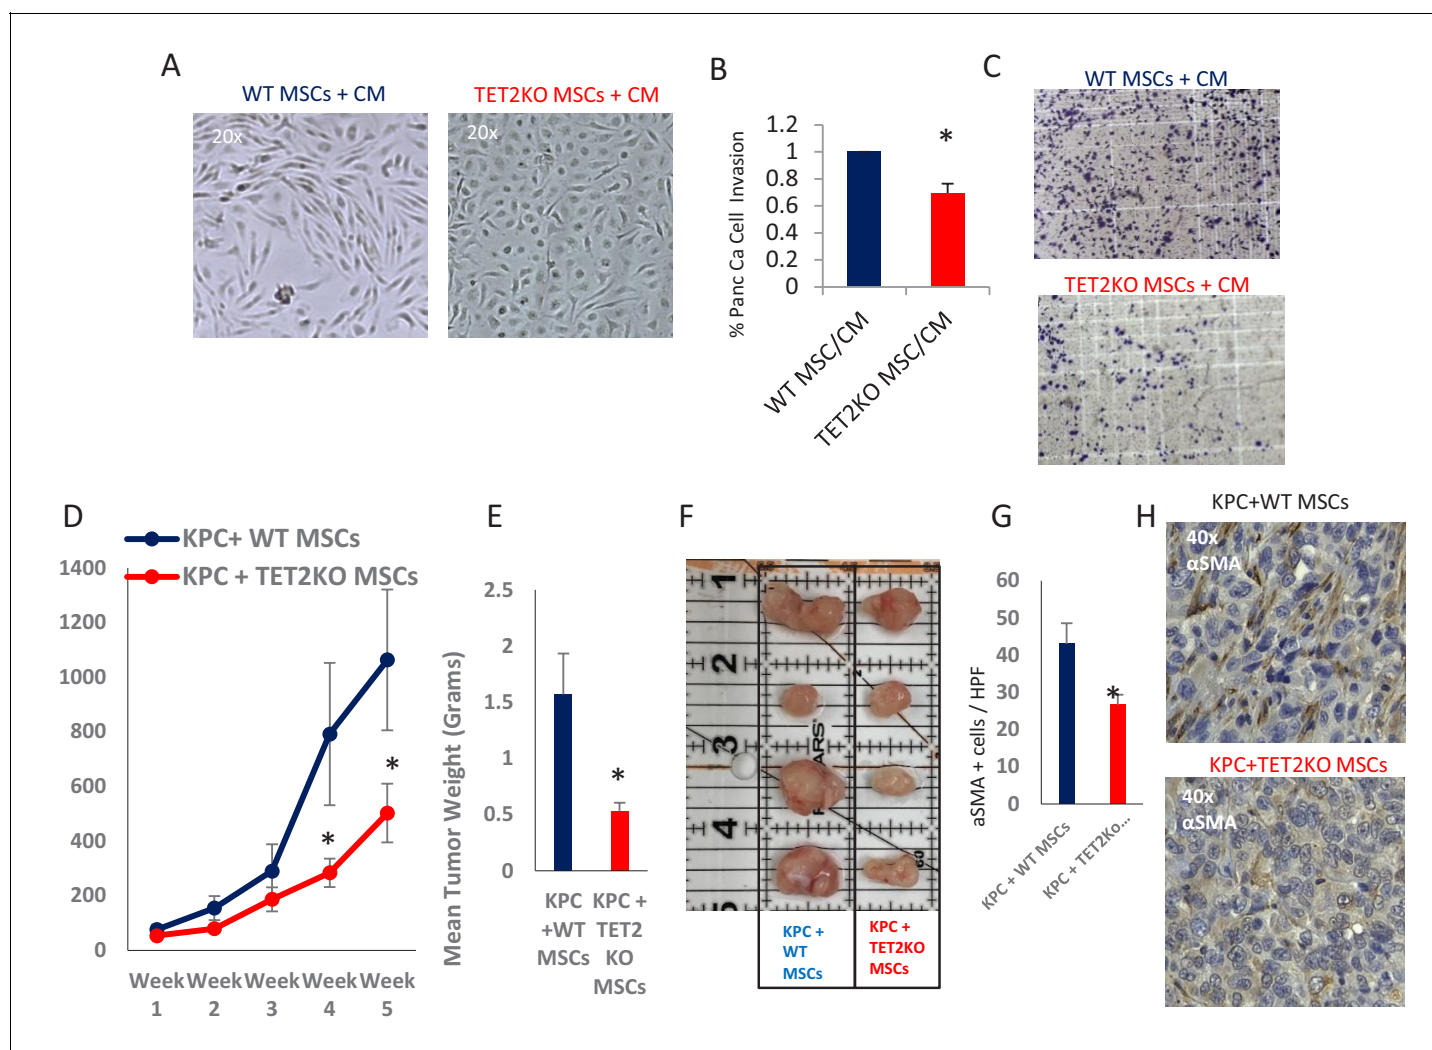 A
WT MSCs + CM
TET2KO MSCs + CM
20x
20x
B
% Panc Ca Cell Invasion
1.2
1
0.8
0.6
0.4
0.2
0
*
WT MSC/CM
TET2KO MSC/CM
C
WT MSCs + CM
TET2KO MSCs + CM
D
KPC+ WT MSCs
KPC + TET2KO MSCs
1400
1200
1000
800
600
400
200
0
*
*
Week 1
Week 2
Week 3
Week 4
Week 5
E
Mean Tumor Weight (Grams)
2.5
2
1.5
1
0.5
0
*
KPC
+WT
MSCs
KPC +
TET2
KO
MSCs
F
1
2
3
4
60
KPC +
WT
MSCs
KPC +
TET2KO
MSCs
G
aSMA + cells / HPF
60
50
40
30
20
10
0
*
KPC + WT MSCs
KPC + TET2Ko...
H
KPC+WT MSCs
40x
αSMA
KPC+TET2KO MSCs
40x
αSMA